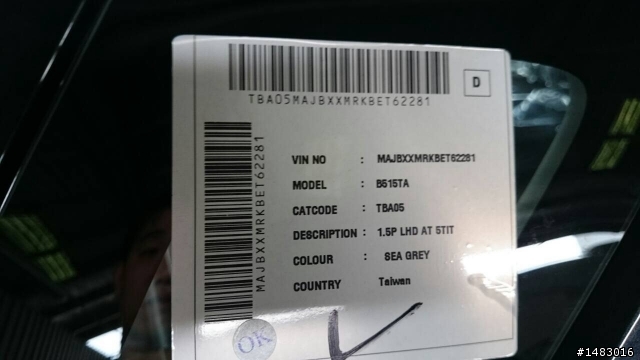 TBA05MAJBXXMRKBET62281
D
MAJBXXMRKBET62281
VIN NO : MAJBXXMRKBET62281
MODEL : B515TA
CATCODE : TBA05
DESCRIPTION : 1.5P LHD AT 5TIT
COLOUR : SEA GREY
COUNTRY : Taiwan
OK
#1483016